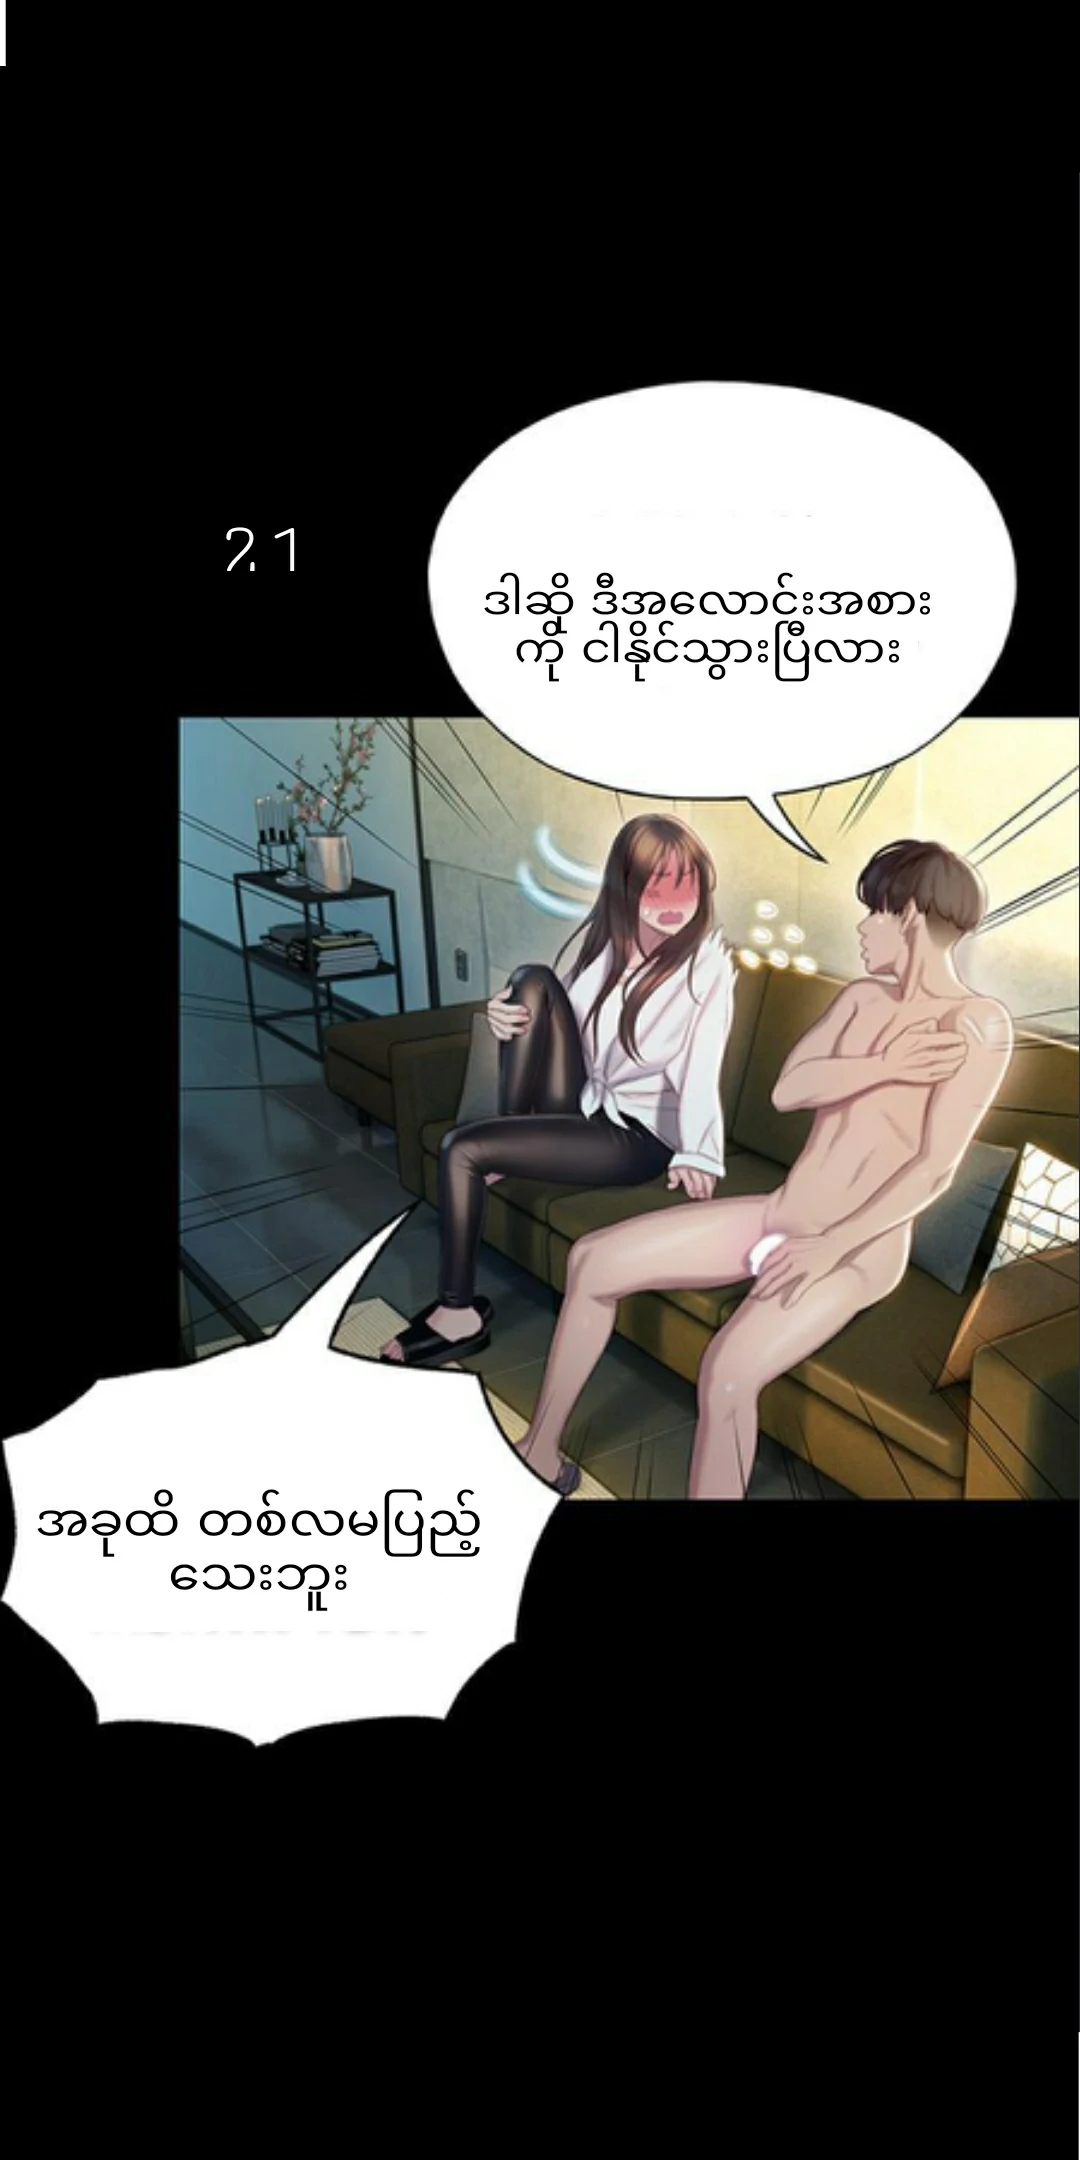 ဒါဆို ဒီအလောင်းအစား
ကို ငါနိုင်သွားပြီလား
အခုထိ တစ်လမပြည့်
သေးဘူး